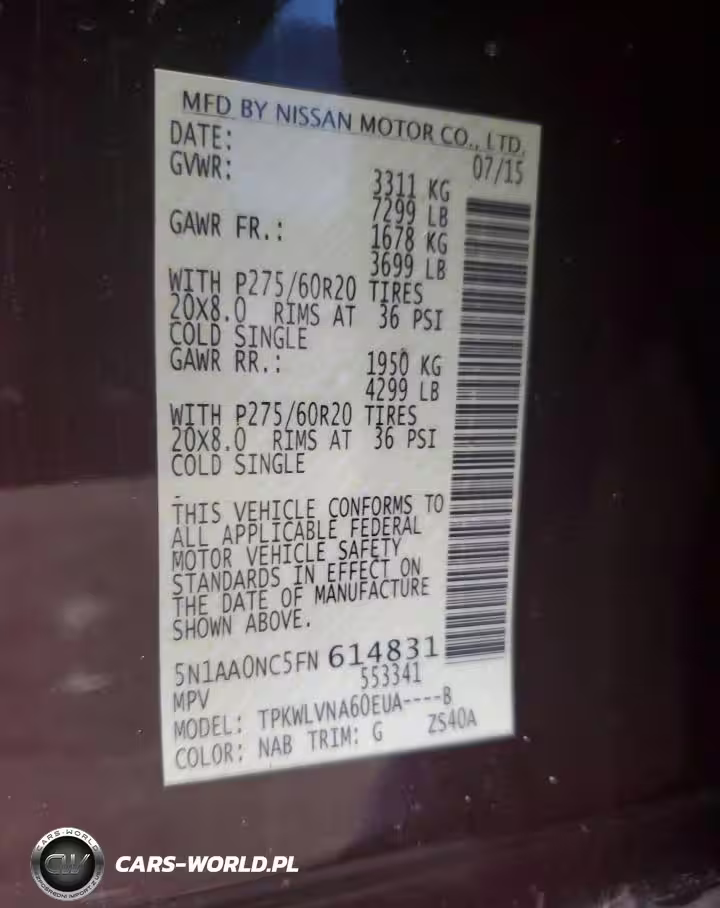 MFD BY NISSAN MOTOR CO., LTD.
DATE: 07/15
GVWR: 3311 KG
7299 LB
GAWR FR.: 1678 KG
3699 LB
WITH P275/60R20 TIRES
20X8.0 RIMS AT 36 PSI
COLD SINGLE
GAWR RR.: 1950 KG
4299 LB
WITH P275/60R20 TIRES
20X8.0 RIMS AT 36 PSI
COLD SINGLE
-
THIS VEHICLE CONFORMS TO
ALL APPLICABLE FEDERAL
MOTOR VEHICLE SAFETY
STANDARDS IN EFFECT ON
THE DATE OF MANUFACTURE
SHOWN ABOVE.
5N1AA0NC5FN 614831
553341
MPV
MODEL: TPKWLVNA60EUA----B
COLOR: NAB TRIM: G ZS40A
CARS-WORLD
CW
CARS-WORLD.PL